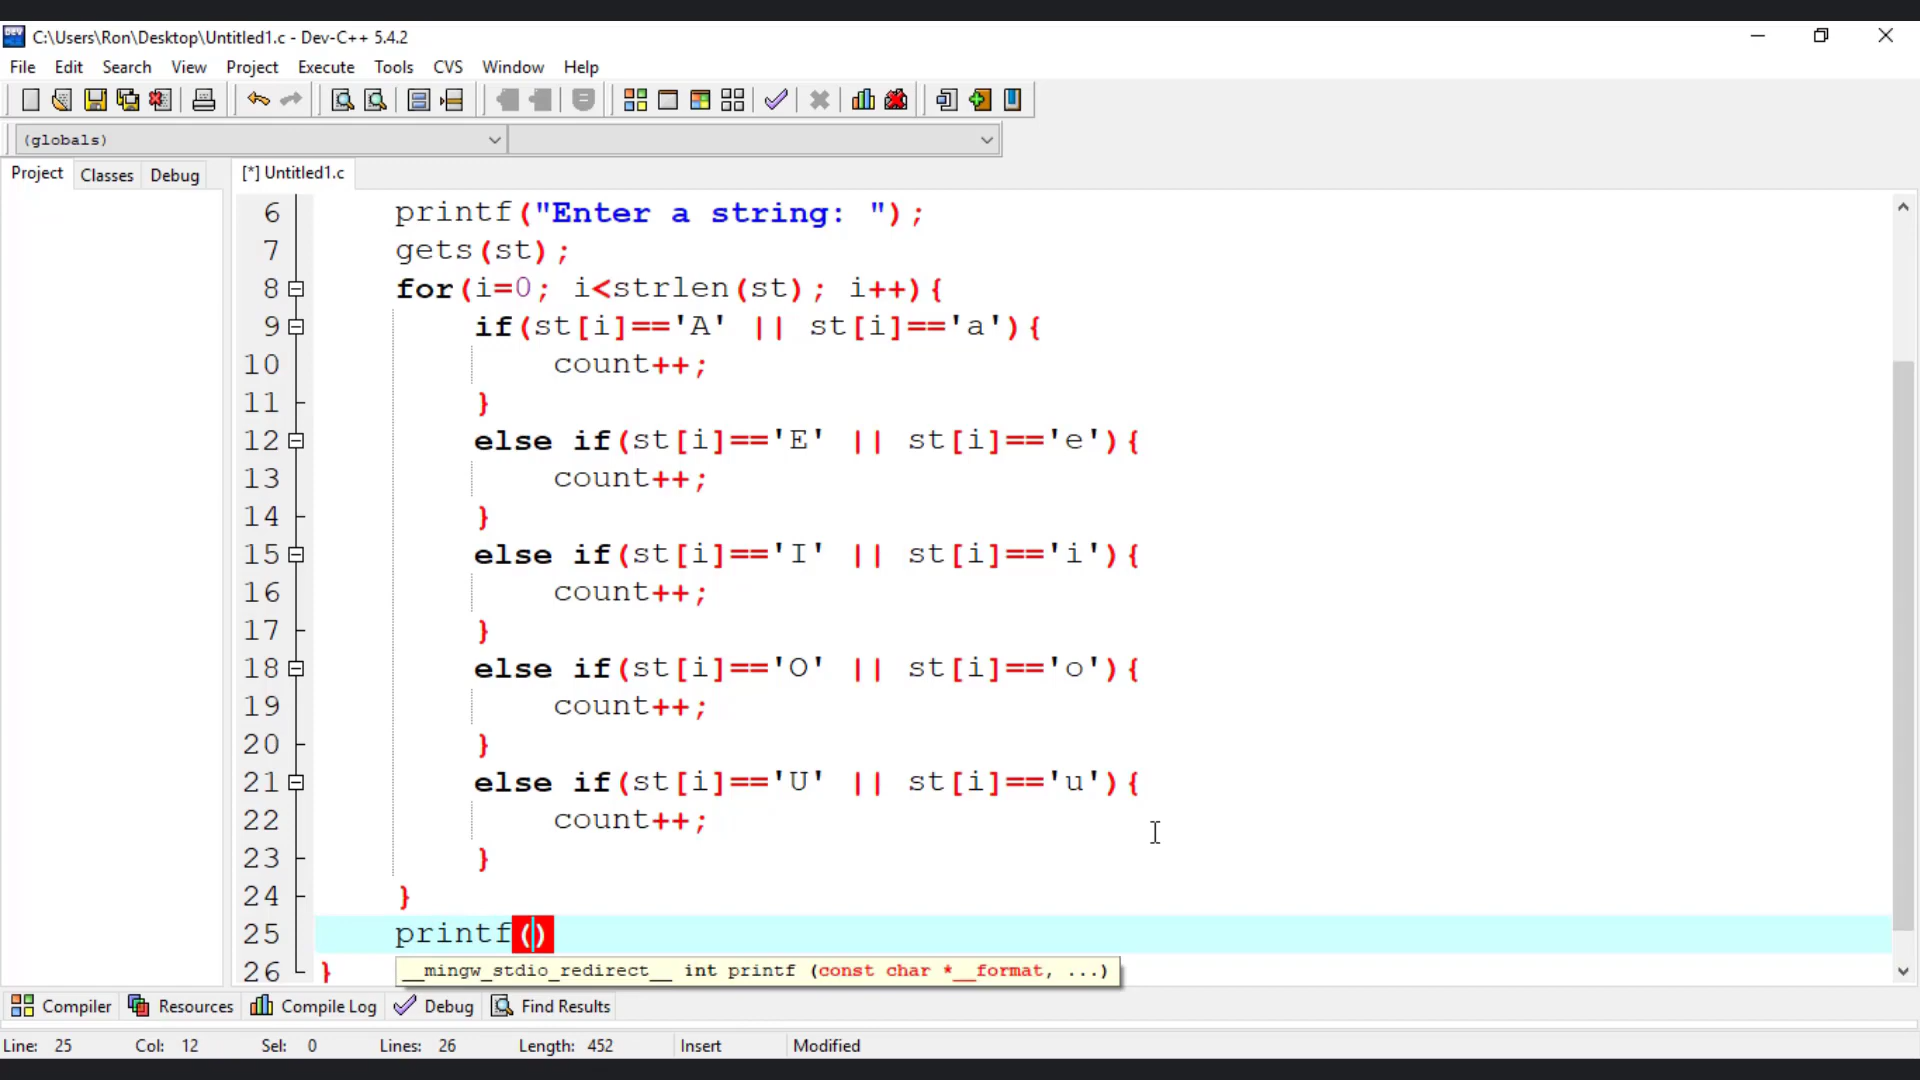 C:\Users\Ron\Desktop\Untitled1.c - Dev-C++ 5.4.2
File Edit Search View Project Execute Tools CVS Window Help
(globals)
Project Classes Debug [*] Untitled1.c
6 printf("Enter a string: ");
7 gets(st);
8 for(i=0; i<strlen(st); i++){
9 if(st[i]=='A' || st[i]=='a'){
10 count++;
11 }
12 else if(st[i]=='E' || st[i]=='e'){
13 count++;
14 }
15 else if(st[i]=='I' || st[i]=='i'){
16 count++;
17 }
18 else if(st[i]=='O' || st[i]=='o'){
19 count++;
20 }
21 else if(st[i]=='U' || st[i]=='u'){
22 count++;
23 }
24 }
25 printf()
26 }
__mingw_stdio_redirect__ int printf (const char *__format, ...)
Compiler Resources Compile Log Debug Find Results
Line: 25 Col: 12 Sel: 0 Lines: 26 Length: 452 Insert Modified